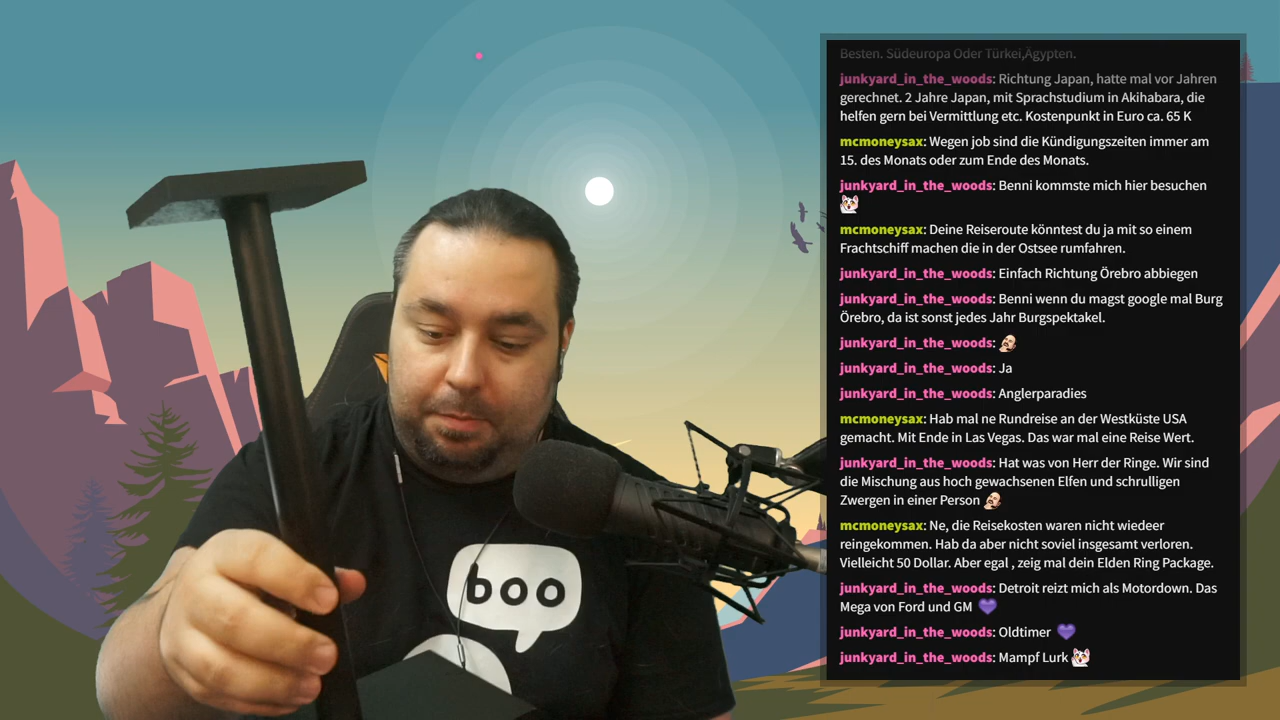 Besten. Südeuropa Oder Türkei,Ägypten.
junkyard_in_the_woods: Richtung Japan, hatte mal vor Jahren
gerechnet. 2 Jahre Japan, mit Sprachstudium in Akihabara, die
helfen gern bei Vermittlung etc. Kostenpunkt in Euro ca. 65 K
mcmoneysax: Wegen job sind die Kündigungszeiten immer am
15. des Monats oder zum Ende des Monats.
junkyard_in_the_woods: Benni kommste mich hier besuchen
mcmoneysax: Deine Reiseroute könntest du ja mit so einem
Frachtschiff machen die in der Ostsee rumfahren.
junkyard_in_the_woods: Einfach Richtung Örebro abbiegen
junkyard_in_the_woods: Benni wenn du magst google mal Burg
Örebro, da ist sonst jedes Jahr Burgspektakel.
junkyard_in_the_woods:
junkyard_in_the_woods: Ja
junkyard_in_the_woods: Anglerparadies
mcmoneysax: Hab mal ne Rundreise an der Westküste USA
gemacht. Mit Ende in Las Vegas. Das war mal eine Reise Wert.
junkyard_in_the_woods: Hat was von Herr der Ringe. Wir sind
die Mischung aus hoch gewachsenen Elfen und schrulligen
Zwergen in einer Person
mcmoneysax: Ne, die Reisekosten waren nicht wiedeer
reingekommen. Hab da aber nicht soviel insgesamt verloren.
Vielleicht 50 Dollar. Aber egal , zeig mal dein Elden Ring Package.
junkyard_in_the_woods: Detroit reizt mich als Motordown. Das
Mega von Ford und GM
junkyard_in_the_woods: Oldtimer
junkyard_in_the_woods: Mampf Lurk
boo